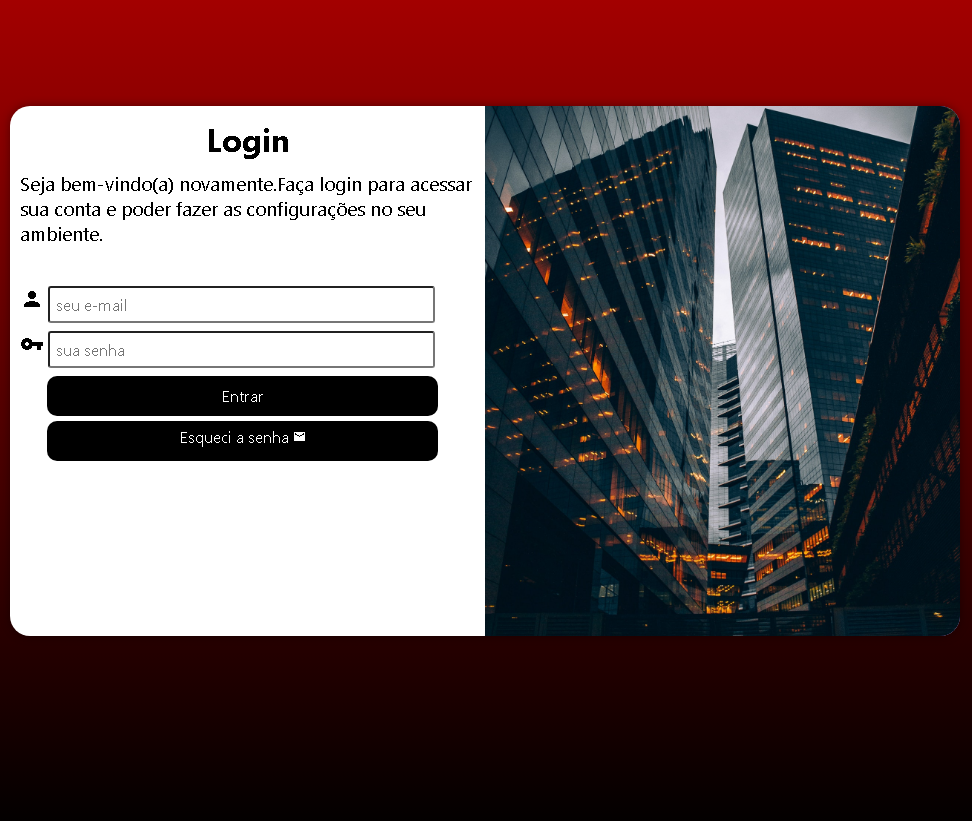 Login
Seja bem-vindo(a) novamente.Faça login para acessar
sua conta e poder fazer as configurações no seu
ambiente.
seu e-mail
sua senha
Entrar
Esqueci a senha